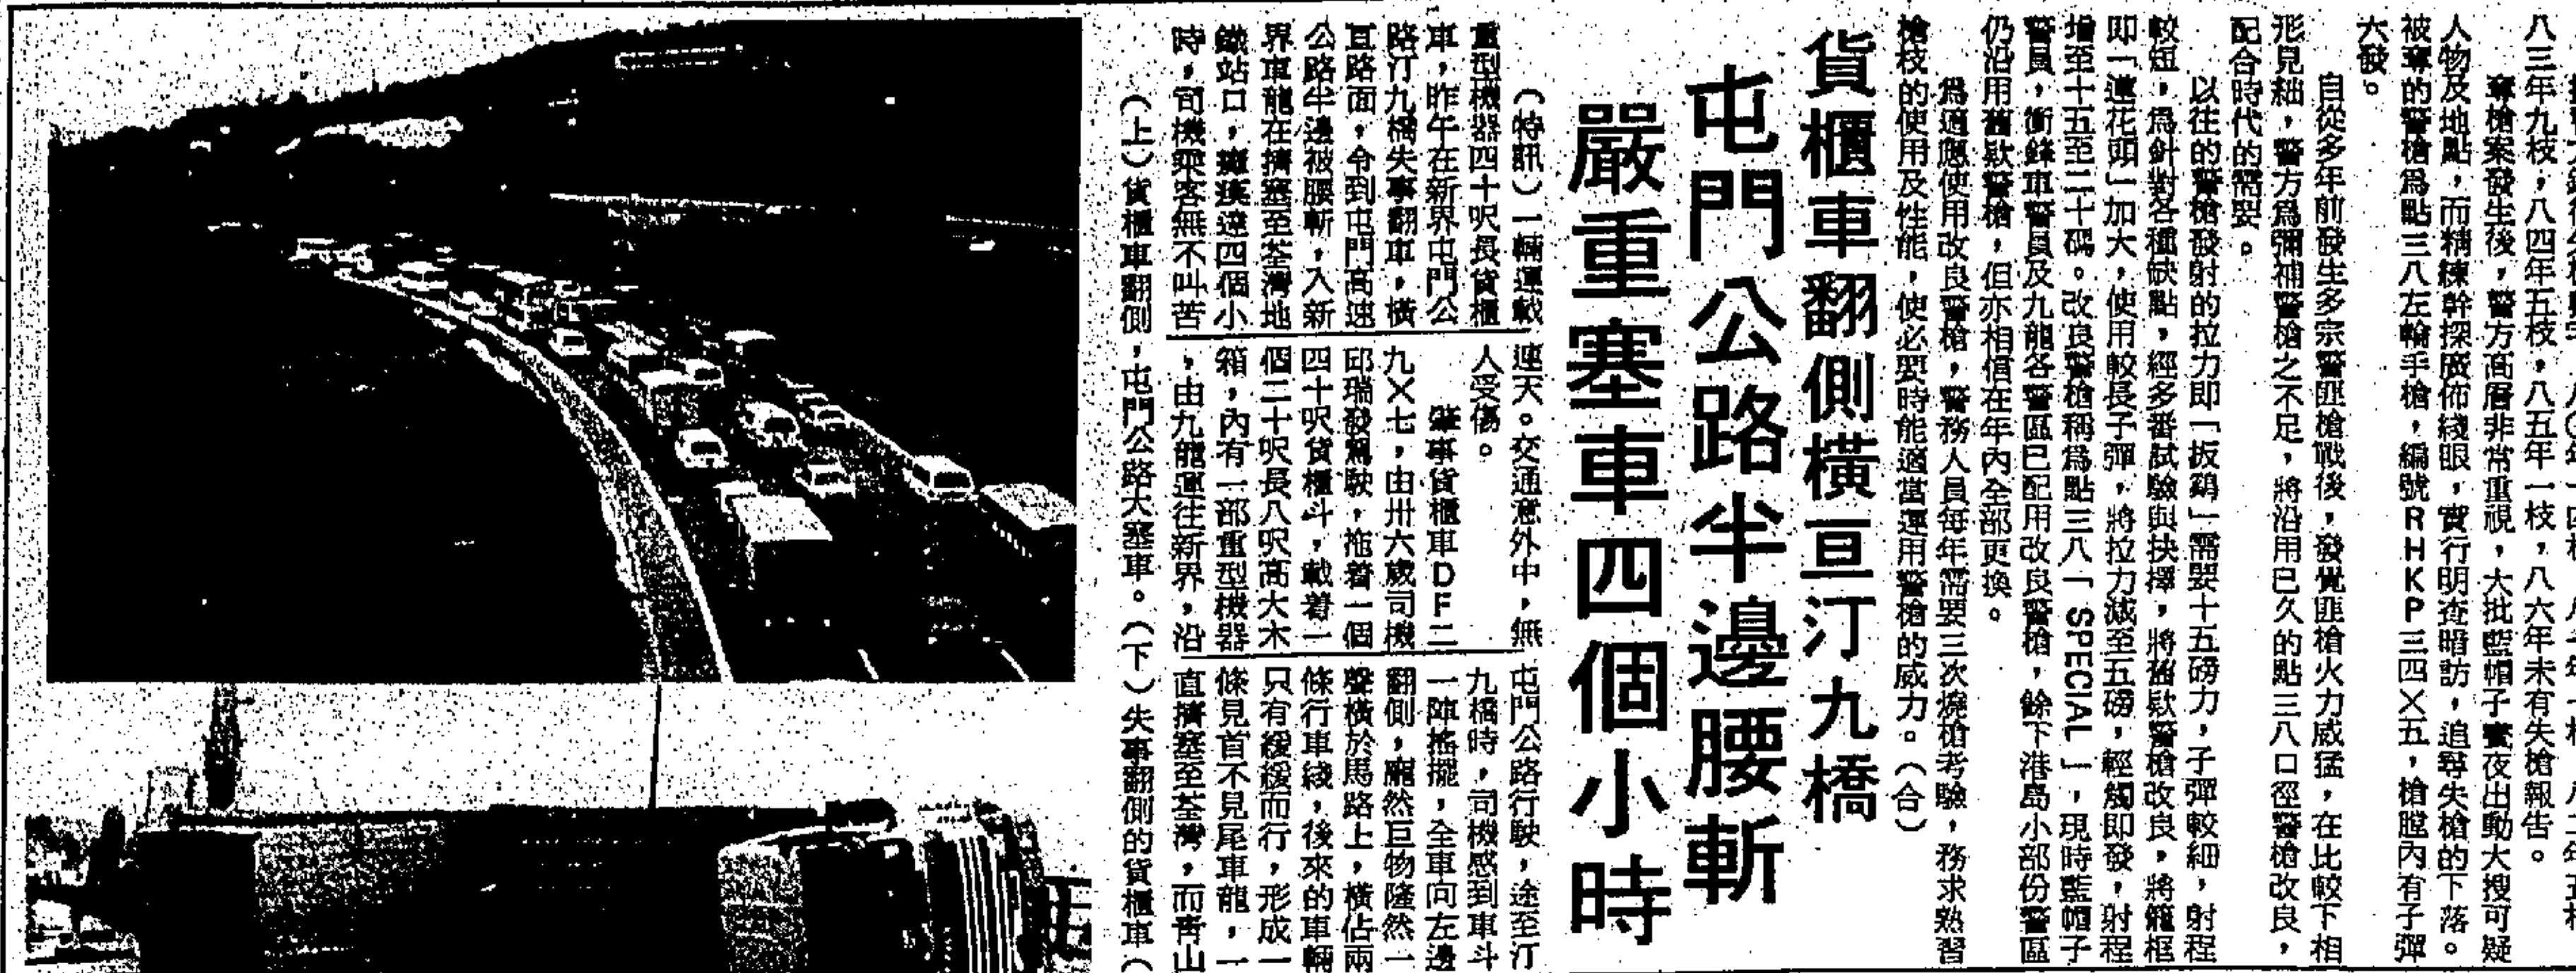 八三年九枝，八四年五枝，八五年一枝，八六年未有失槍報告。
奪槍案發生後，警方高層非常重視，大批藍帽子實夜出動大搜可疑
人物及地點，而精練幹探廣佈綫眼，實行明查暗訪，追尋失槍的下落。
被奪的警槍爲點三八左輪手槍，編號ＲＨＫＰ三四Ｘ五，槍膛內有子彈
六發。
自從多年前發生多宗警匪槍戰後，發覺匪槍火力威猛，在比較下相
形見絀，警方爲彌補警槍之不足，將沿用已久的點三八口徑警槍改良，
配合時代的需要。
以往的警槍發射的拉力即「扳鷄」需要十五磅力，子彈較細，射程
較短，爲針對各種缺點，經多番試驗與抉擇，將舊欵警槍改良，將籠框
即「蓮花頭」加大，使用較長子彈，將拉力減至五磅，輕觸即發，射程
增至十五至二十碼。改良警槍稱爲點三八「SPECIAL」，現時藍帽子
警員，衝鋒車警員及九龍各警區已配用改良警槍，餘下港島小部份警區
仍沿用舊欵警槍，但亦相信在年內全部更換。
爲適應使用改良警槍，警務人員每年需要三次燒槍考驗，務求熟習
槍枝的使用及性能，使必要時能適當運用警槍的威力。（合）
貨櫃車翻側橫亘汀九橋
屯門公路半邊腰斬
嚴重塞車四個小時
（特訊）一輛運載
重型機器四十呎長貨櫃
車，昨午在新界屯門公
路汀九橋失事翻車，橫
亘路面，令到屯門高速
公路半邊被腰斬，入新
界車龍在擠塞至荃灣地
鐵站口，癱瘓達四個小
時，司機乘客無不叫苦
連天。交通意外中，無
人受傷。
肇事貨櫃車ＤＦ二
九Ｘ七，由卅六歲司機
邱瑞發駕駛，拖着一個
四十呎貨櫃斗，載着一
個二十呎長八呎高大木
箱，內有一部重型機器
，由九龍運往新界，沿
屯門公路行駛，途至汀
九橋時，司機感到車斗
一陣搖擺，全車向左邊
翻側，龐然巨物隆然一
聲橫於馬路上，橫佔兩
條行車綫，後來的車輛
只有緩緩而行，形成一
條見首不見尾車龍，一
直擠塞至荃灣，而靑山
（上）貨櫃車翻側，屯門公路大塞車。（下）失事翻側的貨櫃車（